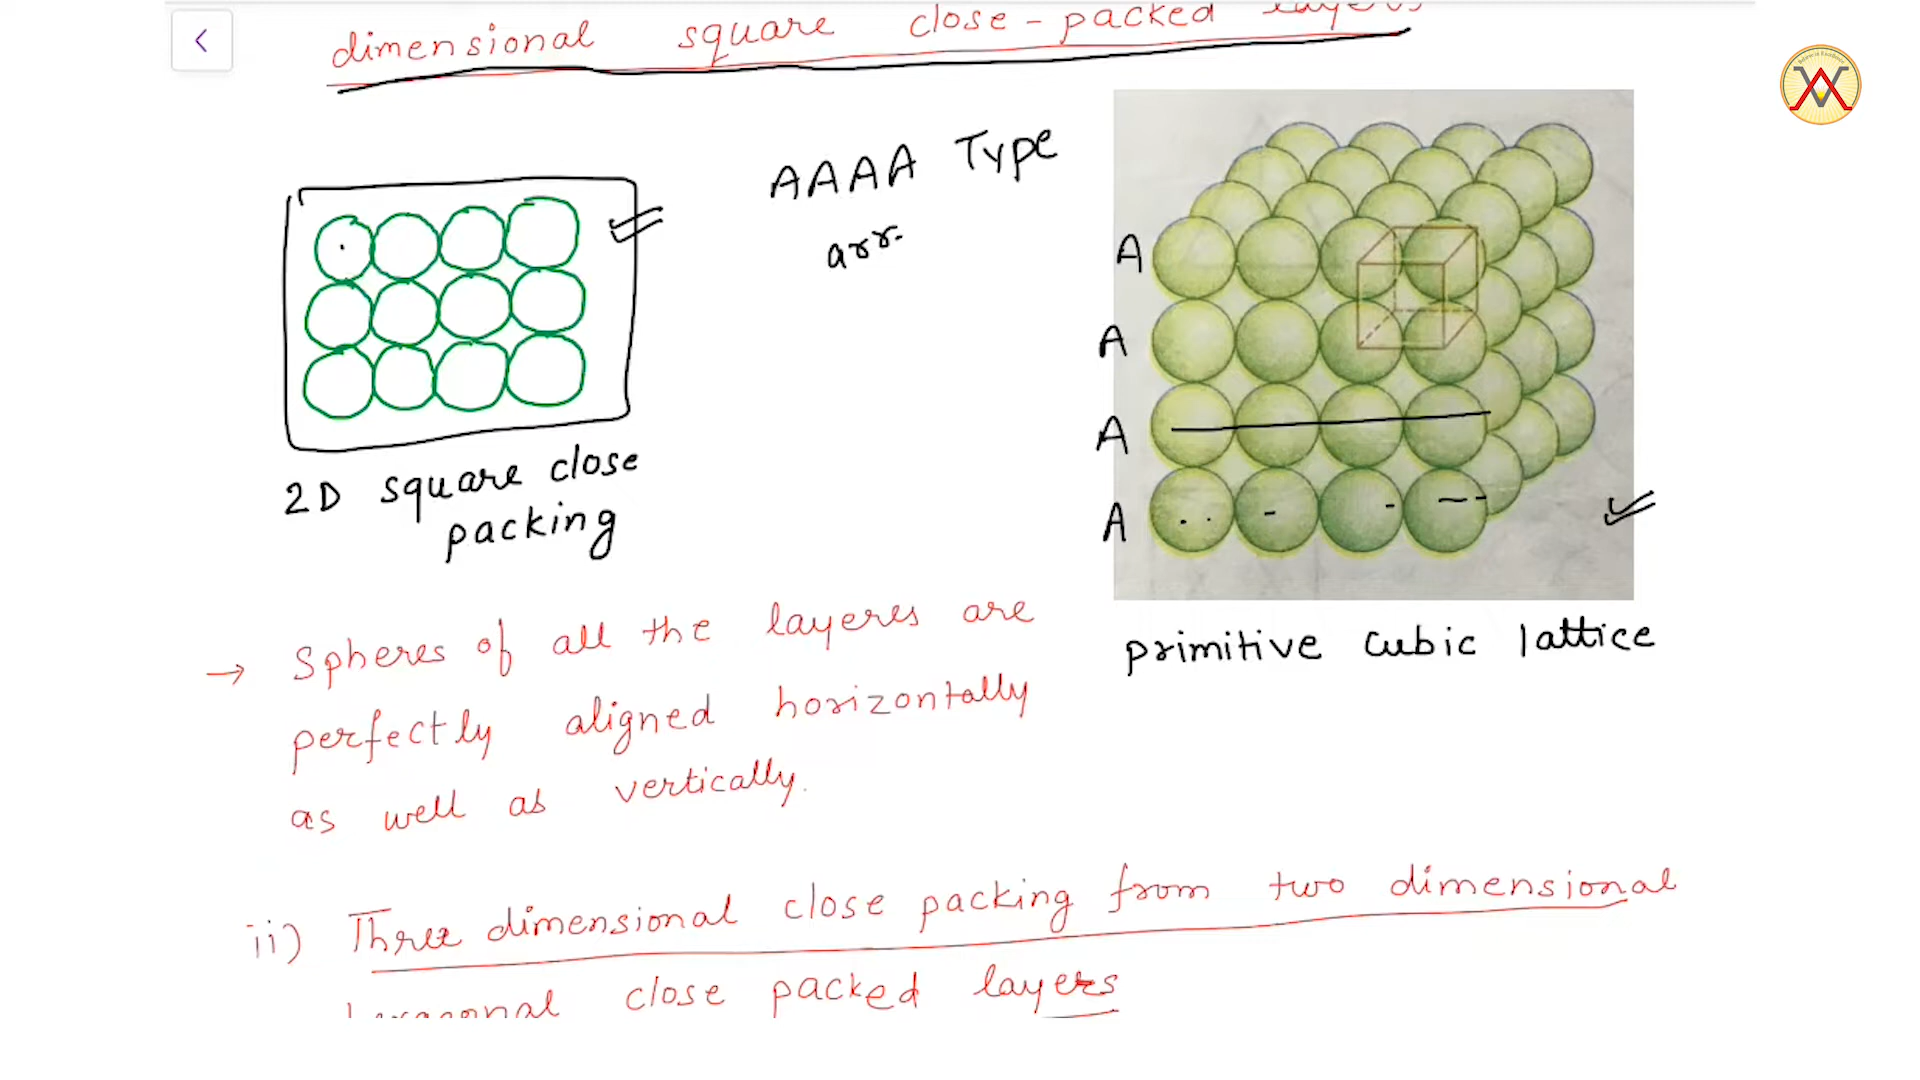 dimensional square close-packed layers
AAAA Type
arr.
A
A
A
A
2D square close
packing
primitive cubic lattice
→ Spheres of all the layeres are
perfectly aligned horizontally
as well as vertically.
ii) Three dimensional close packing from two dimensional
hexagonal close packed layers